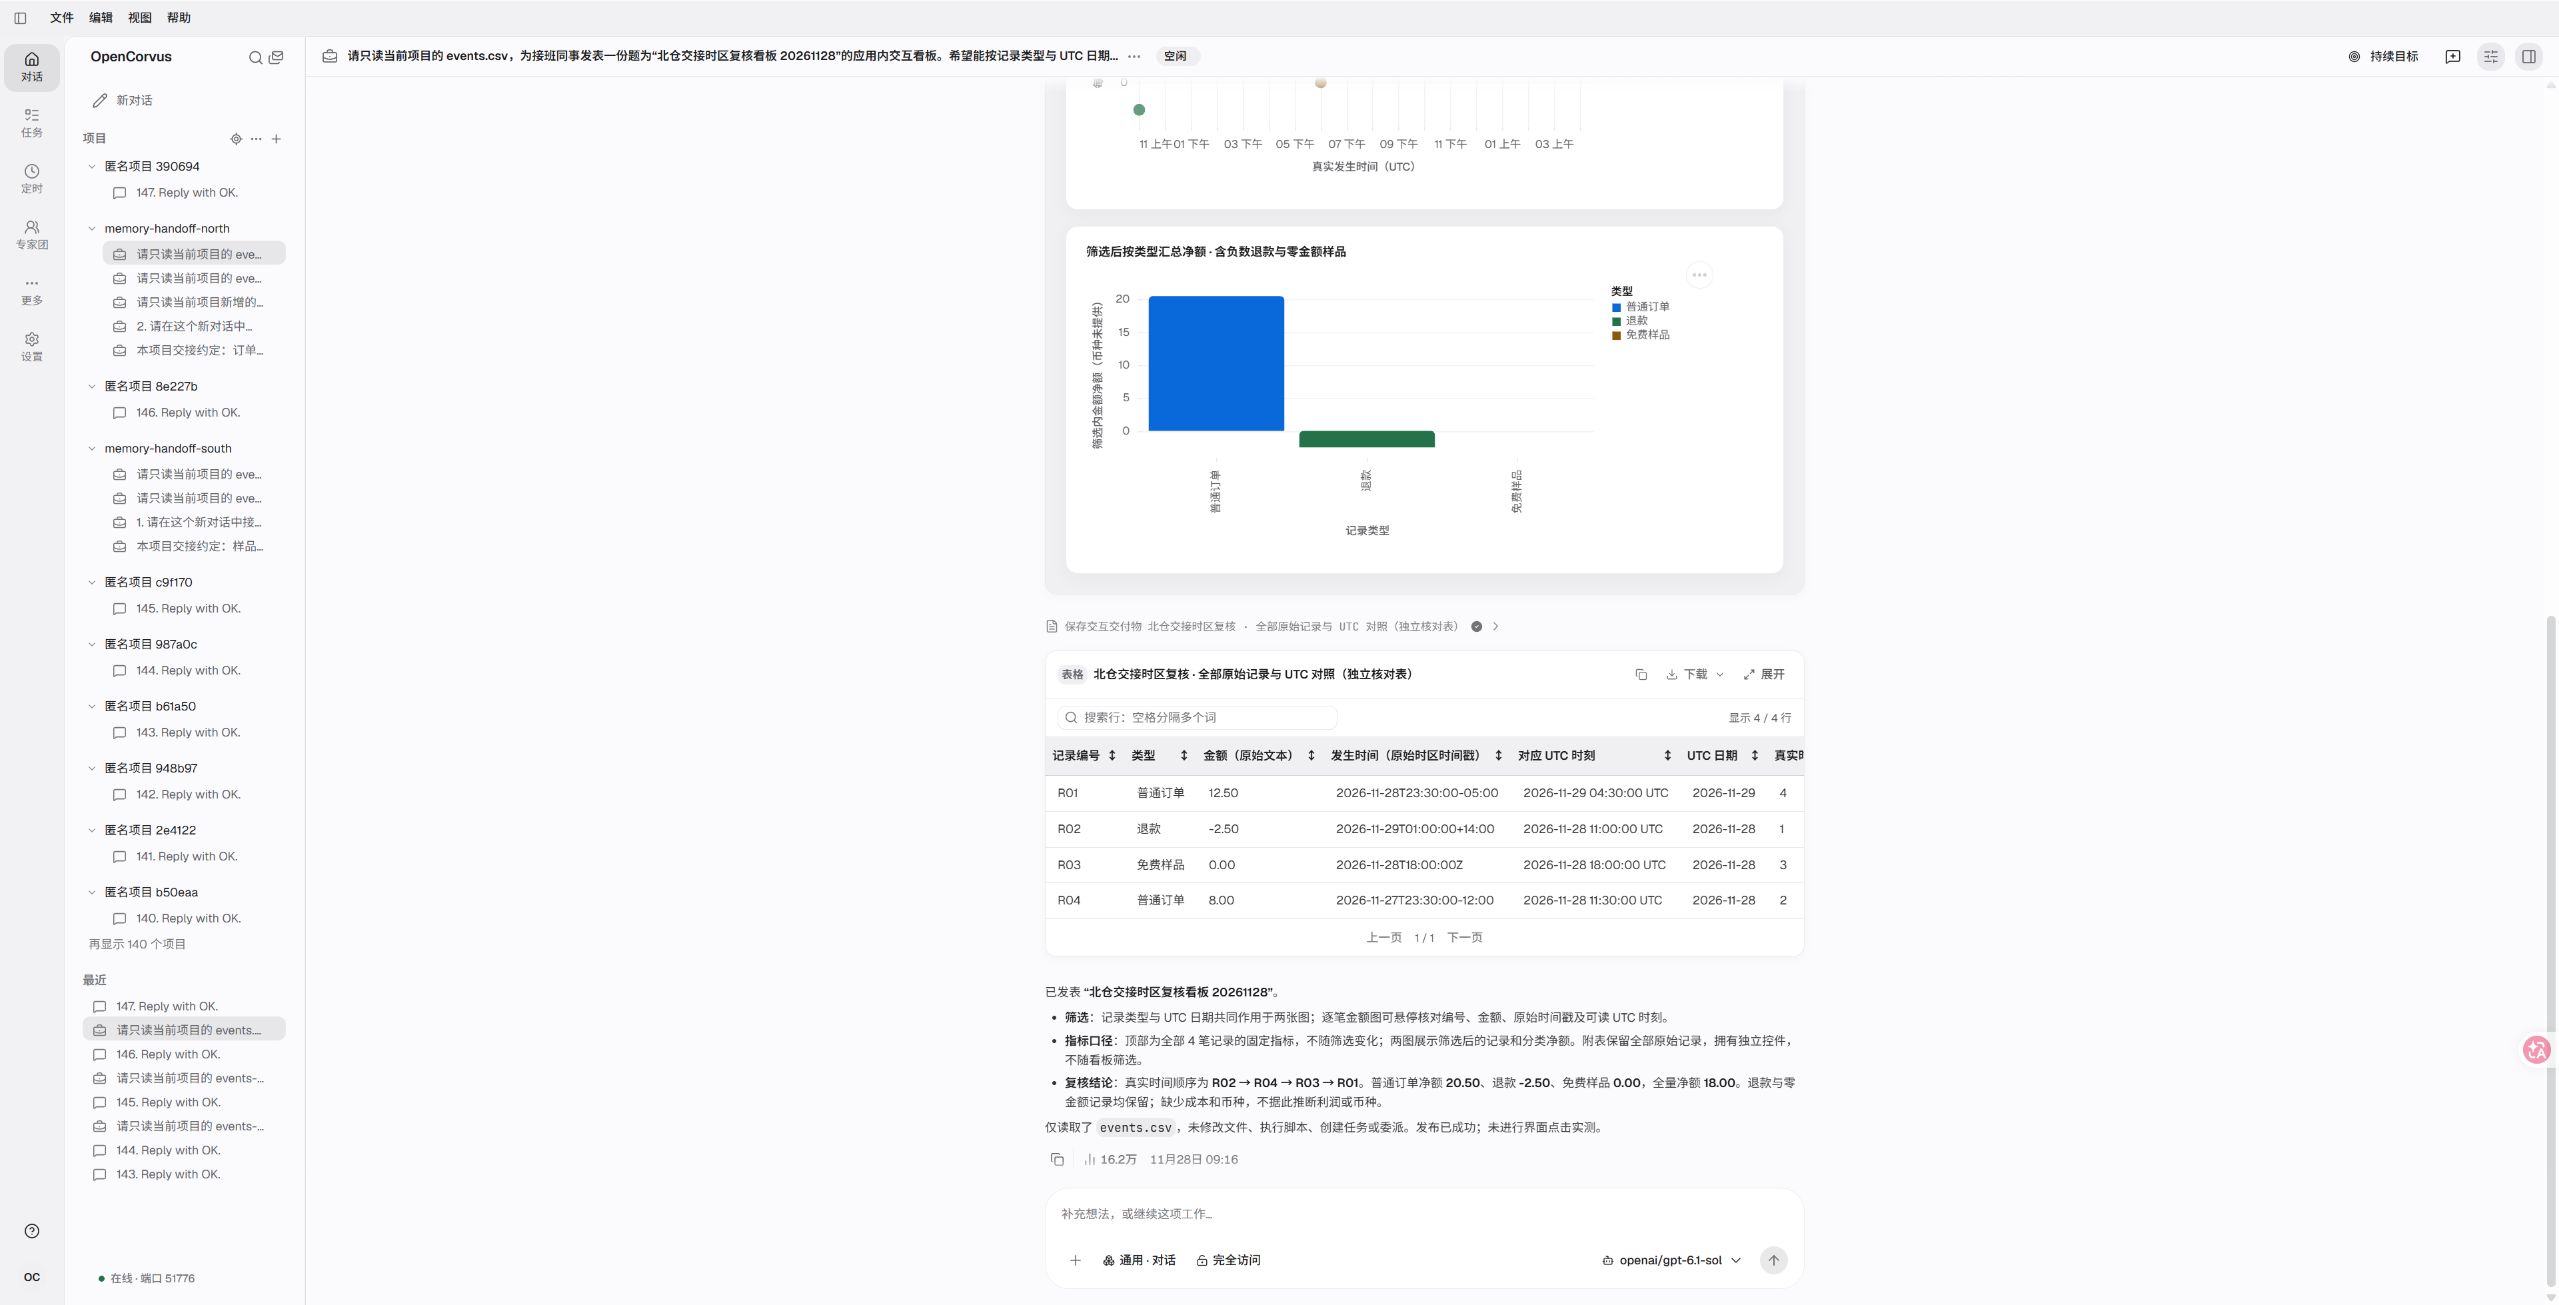 文件 编辑 视图 帮助
对话
任务
定时
专家团
更多
设置
OC
OpenCorvus
新对话
项目
匿名项目 390694
147. Reply with OK.
memory-handoff-north
请只读当前项目的 eve...
请只读当前项目的 eve...
请只读当前项目新增的...
2. 请在这个新对话中...
本项目交接约定：订单...
匿名项目 8e227b
146. Reply with OK.
memory-handoff-south
请只读当前项目的 eve...
请只读当前项目的 eve...
1. 请在这个新对话中接...
本项目交接约定：样品...
匿名项目 c9f170
145. Reply with OK.
匿名项目 987a0c
144. Reply with OK.
匿名项目 b61a50
143. Reply with OK.
匿名项目 948b97
142. Reply with OK.
匿名项目 2e4122
141. Reply with OK.
匿名项目 b50eaa
140. Reply with OK.
再显示 140 个项目
最近
147. Reply with OK.
请只读当前项目的 events....
146. Reply with OK.
请只读当前项目的 events-...
145. Reply with OK.
请只读当前项目的 events-...
144. Reply with OK.
143. Reply with OK.
在线 · 端口 51776
请只读当前项目的 events.csv，为接班同事发表一份题为“北仓交接时区复核看板 20261128”的应用内交互看板。希望能按记录类型与 UTC 日期... 空闲
持续目标
0
11 上午 01 下午 03 下午 05 下午 07 下午 09 下午 11 下午 01 上午 03 上午
真实发生时间（UTC）
筛选后按类型汇总净额 · 含负数退款与零金额样品
筛选内金额净额（币种未提供）
20
15
10
5
0
普通订单
退款
免费样品
记录类型
类型
普通订单
退款
免费样品
保存交互交付物 北仓交接时区复核 · 全部原始记录与 UTC 对照（独立核对表）
表格 北仓交接时区复核 · 全部原始记录与 UTC 对照（独立核对表） 下载 展开
搜索行：空格分隔多个词 显示 4 / 4 行
记录编号 类型 金额（原始文本） 发生时间（原始时区时间戳） 对应 UTC 时刻 UTC 日期 真实
R01 普通订单 12.50 2026-11-28T23:30:00-05:00 2026-11-29 04:30:00 UTC 2026-11-29 4
R02 退款 -2.50 2026-11-29T01:00:00+14:00 2026-11-28 11:00:00 UTC 2026-11-28 1
R03 免费样品 0.00 2026-11-28T18:00:00Z 2026-11-28 18:00:00 UTC 2026-11-28 3
R04 普通订单 8.00 2026-11-27T23:30:00-12:00 2026-11-28 11:30:00 UTC 2026-11-28 2
上一页 1 / 1 下一页
已发表 “北仓交接时区复核看板 20261128”。
• 筛选：记录类型与 UTC 日期共同作用于两张图；逐笔金额图可悬停核对编号、金额、原始时间戳及可读 UTC 时刻。
• 指标口径：顶部为全部 4 笔记录的固定指标，不随筛选变化；两图展示筛选后的记录和分类净额。附表保留全部原始记录，拥有独立控件，
不随看板筛选。
• 复核结论：真实时间顺序为 R02 → R04 → R03 → R01。普通订单净额 20.50、退款 -2.50、免费样品 0.00，全量净额 18.00。退款与零
金额记录均保留；缺少成本和币种，不据此推断利润或币种。
仅读取了 events.csv，未修改文件、执行脚本、创建任务或委派。发布已成功；未进行界面点击实测。
16.2万 11月28日 09:16
补充想法，或继续这项工作...
通用 · 对话 完全访问 openai/gpt-6.1-sol